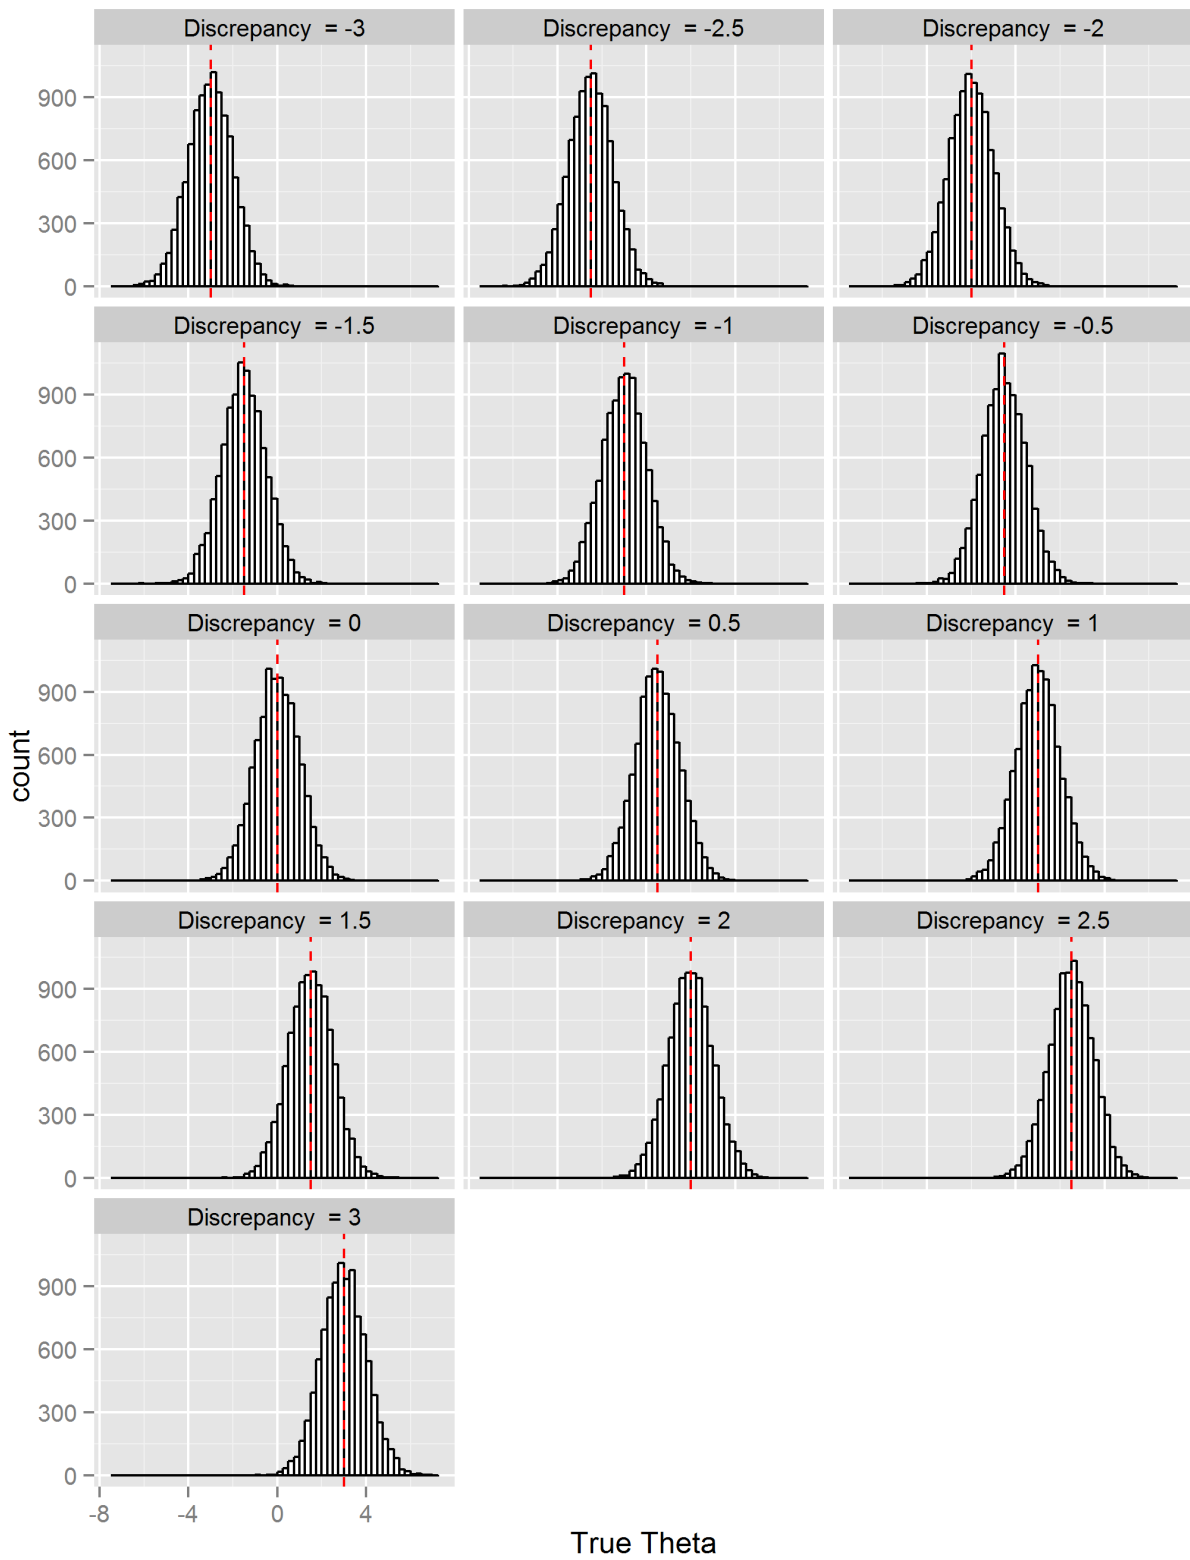 Discrepancy = -3
Discrepancy = -2.5
Discrepancy = -2
900
600
300
0
Discrepancy = -1.5
Discrepancy = -1
Discrepancy = -0.5
900
600
300
0
Discrepancy = 0
Discrepancy = 0.5
Discrepancy = 1
900
600
300
0
count
Discrepancy = 1.5
Discrepancy = 2
Discrepancy = 2.5
900
600
300
0
Discrepancy = 3
900
600
300
0
-8 -4 0 4
True Theta